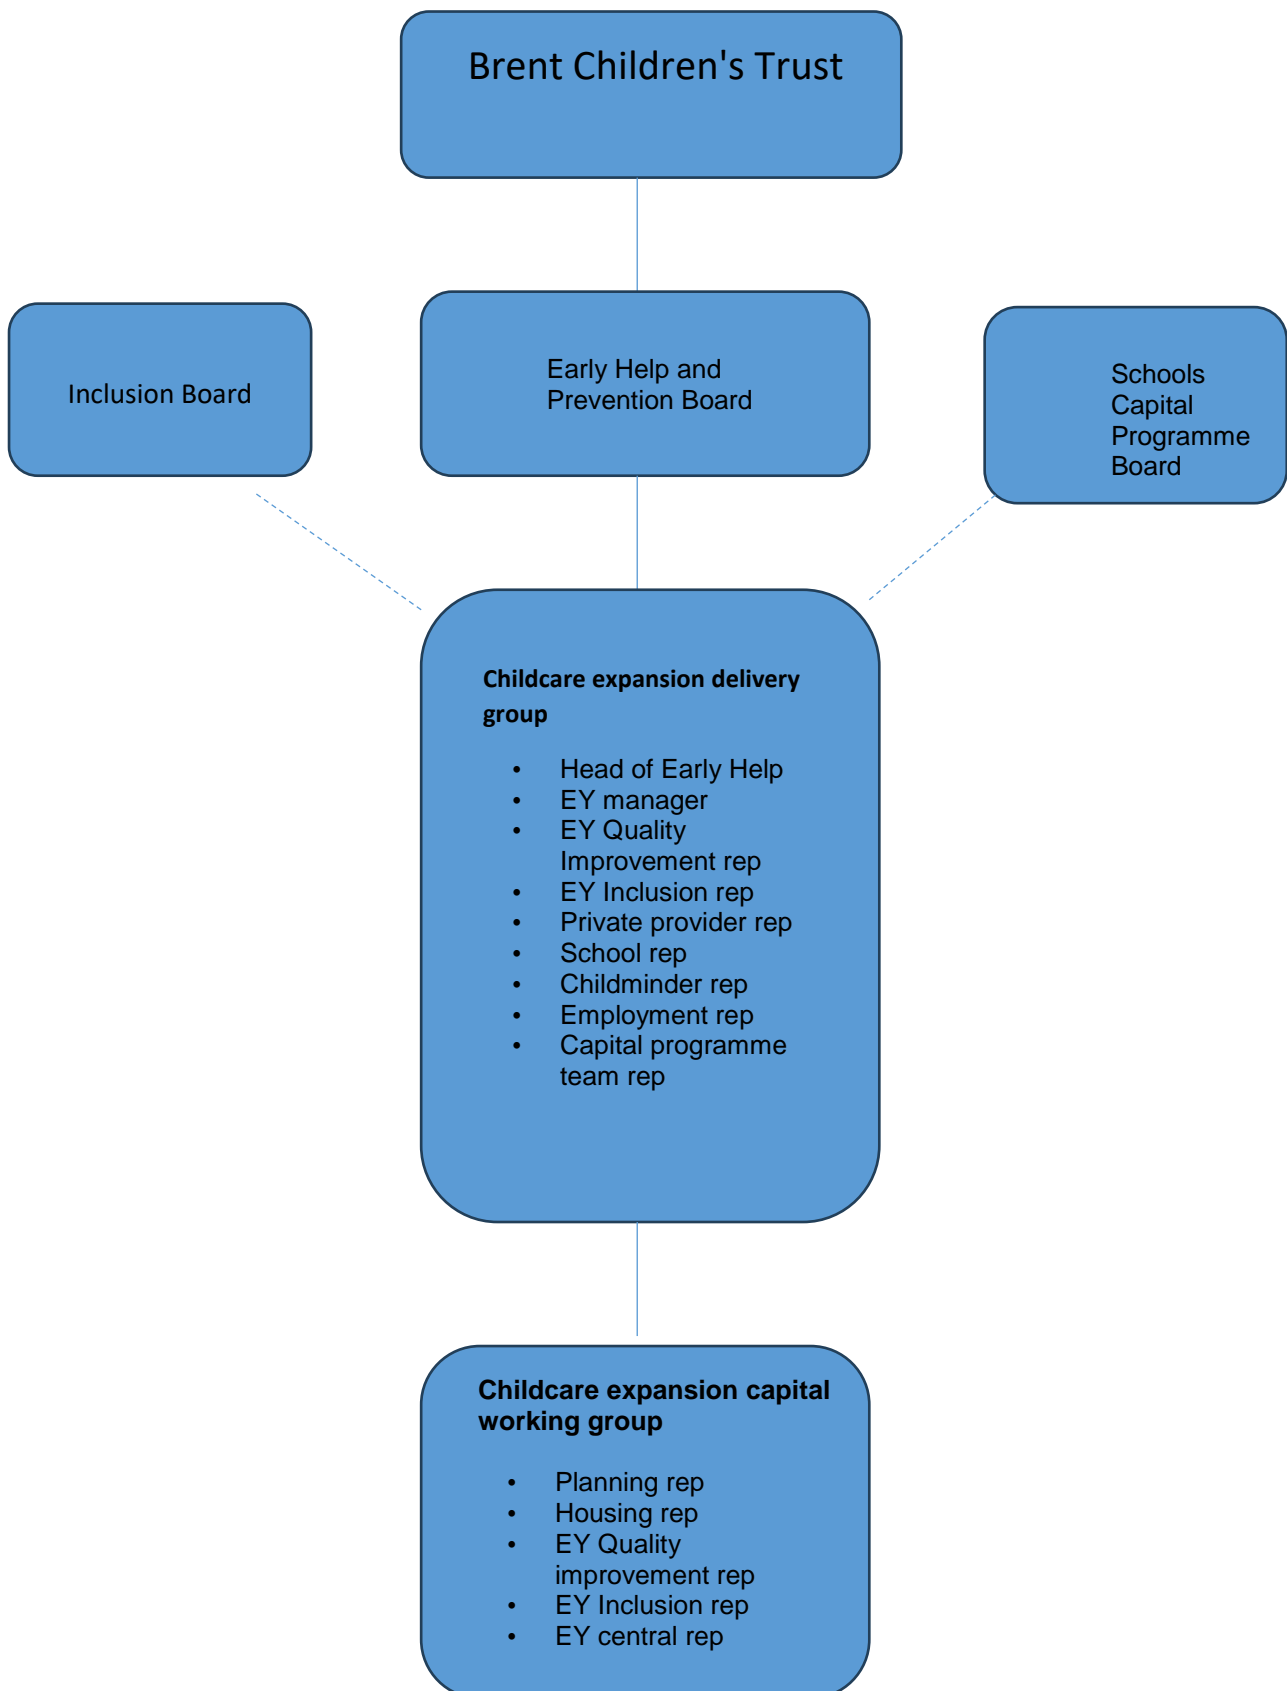 Brent Children's Trust
Inclusion Board
Early Help and
Prevention Board
Schools
Capital
Programme
Board
Childcare expansion delivery
group
• Head of Early Help
• EY manager
• EY Quality
Improvement rep
• EY Inclusion rep
• Private provider rep
• School rep
• Childminder rep
• Employment rep
• Capital programme
team rep
Childcare expansion capital
working group
• Planning rep
• Housing rep
• EY Quality
improvement rep
• EY Inclusion rep
• EY central rep